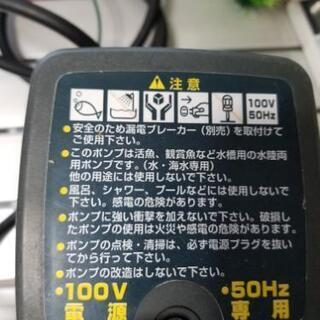 注意
100V
50Hz
●安全のため漏電ブレーカー（別売）を取付けて
ご使用下さい。
●このポンプは活魚、観賞魚など水槽用の水陸両
用ポンプです。（水・海水専用）
他の用途には使用しないで下さい。
●風呂、シャワー、プールなどには使用しない
で下さい。感電の危険があります。
●ポンプに強い衝撃を加えないで下さい。破損し
たポンプの使用は火災や感電の危険があります。
●ポンプの点検・清掃は、必ず電源プラグを抜い
てから行って下さい。
●ポンプの改造はしないで下さい。
●100V ●50Hz
電源 専用